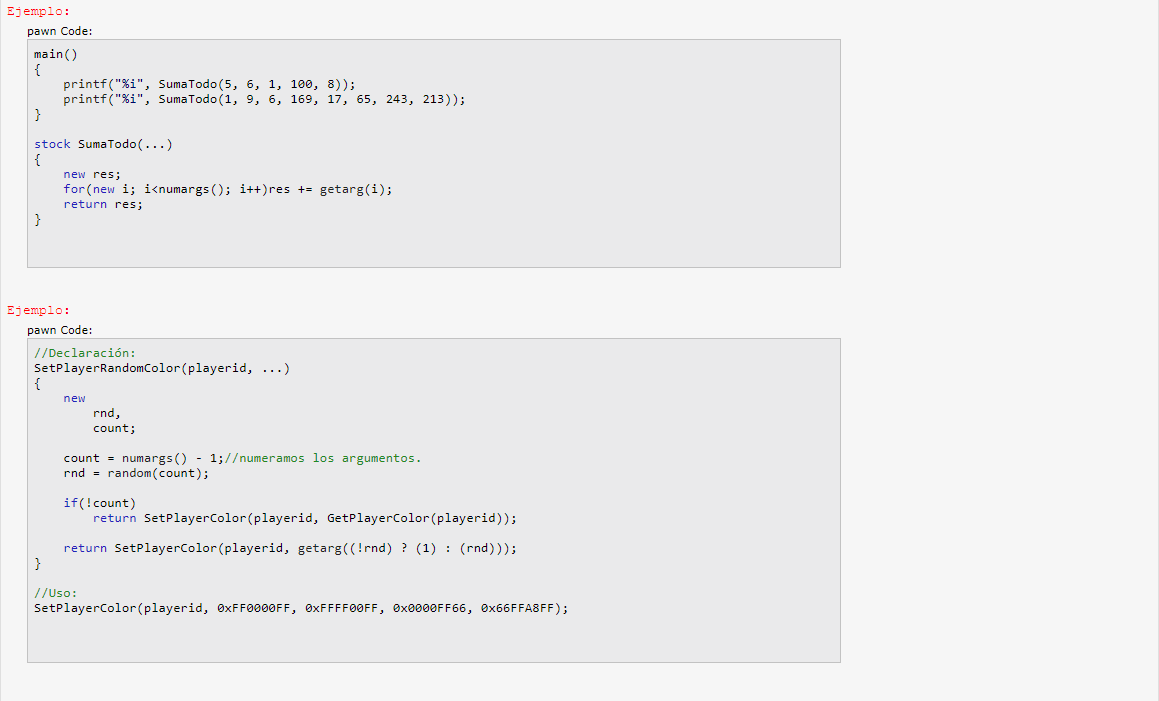 Ejemplo:
pawn Code:
main()
{
    printf("%i", SumaTodo(5, 6, 1, 100, 8));
    printf("%i", SumaTodo(1, 9, 6, 169, 17, 65, 243, 213));
}

stock SumaTodo(...)
{
    new res;
    for(new i; i<numargs(); i++)res += getarg(i);
    return res;
}

Ejemplo:
pawn Code:
//Declaración:
SetPlayerRandomColor(playerid, ...)
{
    new
        rnd,
        count;

    count = numargs() - 1;//numeramos los argumentos.
    rnd = random(count);

    if(!count)
        return SetPlayerColor(playerid, GetPlayerColor(playerid));

    return SetPlayerColor(playerid, getarg((!rnd) ? (1) : (rnd)));
}

//Uso:
SetPlayerColor(playerid, 0xFF0000FF, 0xFFFF00FF, 0x0000FF66, 0x66FFA8FF);